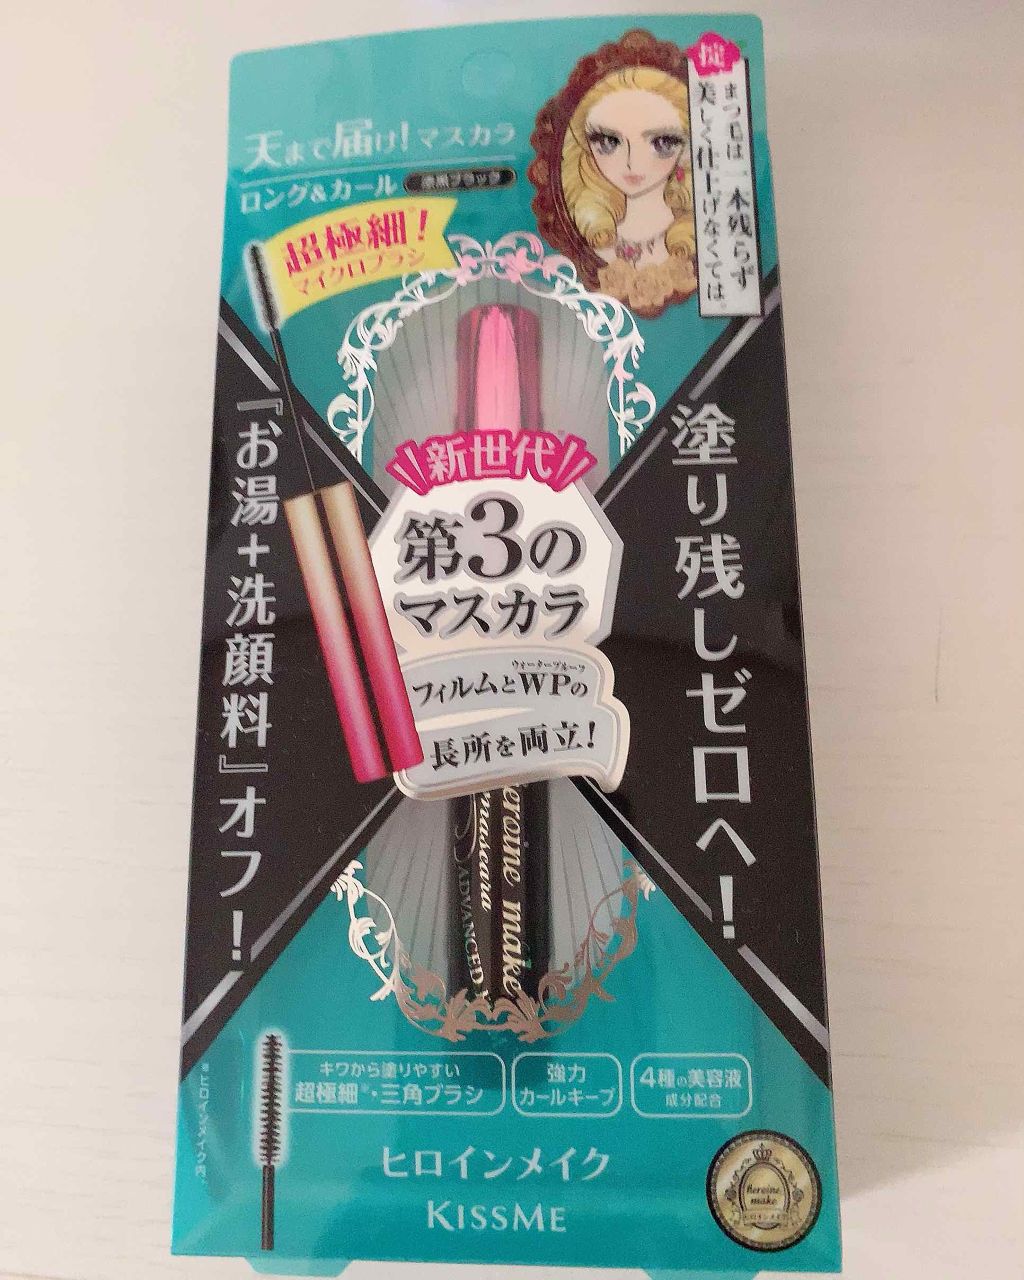 掟
まつ毛は一本残らず
美しく仕上げなくては。
天まで届け!マスカラ
ロング&カール 漆黒ブラック
超極細※!
マイクロブラシ
新世代※
第3の
マスカラ
ウォータープルーフ
フィルムとWPの
長所を両立!
塗り残しゼロへ!
『お湯+洗顔料』オフ!
heroine make
mascara
ADVANCED
キワから塗りやすい
超極細※・三角ブラシ
強力
カールキープ
4種の美容液
成分配合
※ヒロインメイク内。
ヒロインメイク
KISSME
heroine
make
ヒロインメイク